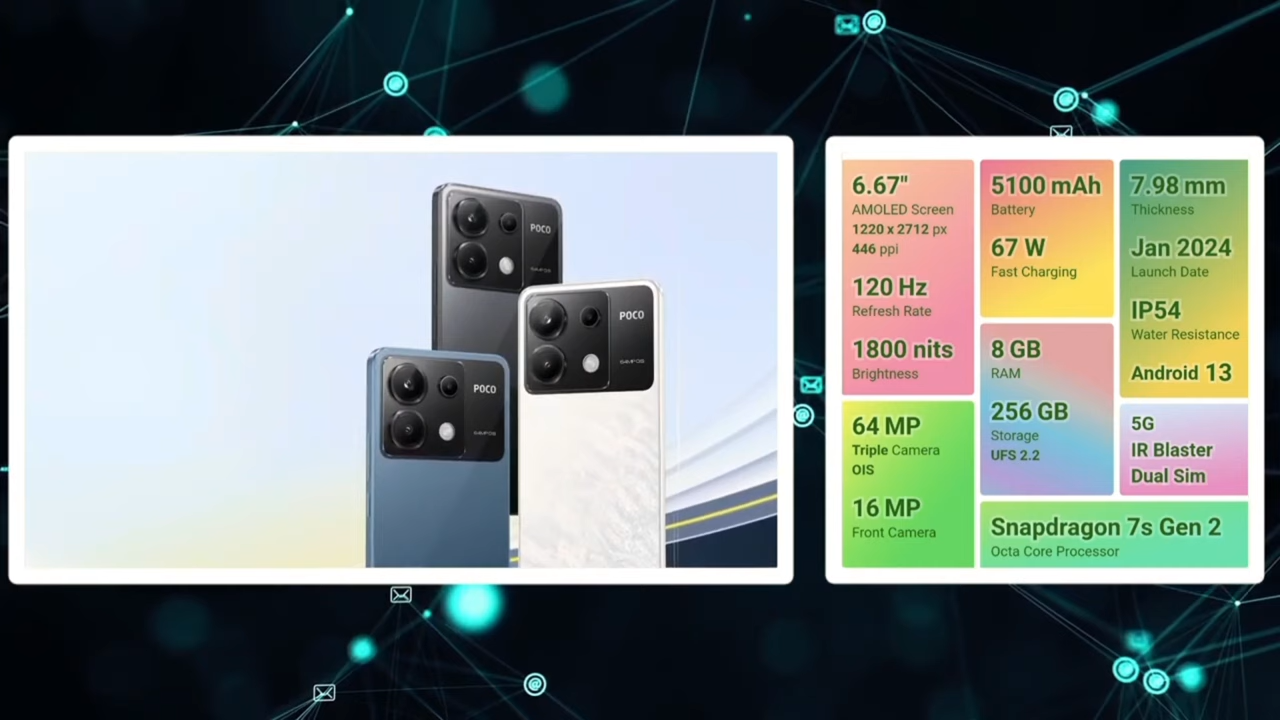 POCO
POCO
POCO
6.67"
AMOLED Screen
1220 x 2712 px
446 ppi
120 Hz
Refresh Rate
1800 nits
Brightness
64 MP
Triple Camera
OIS
16 MP
Front Camera
5100 mAh
Battery
67 W
Fast Charging
8 GB
RAM
256 GB
Storage
UFS 2.2
7.98 mm
Thickness
Jan 2024
Launch Date
IP54
Water Resistance
Android 13
5G
IR Blaster
Dual Sim
Snapdragon 7s Gen 2
Octa Core Processor